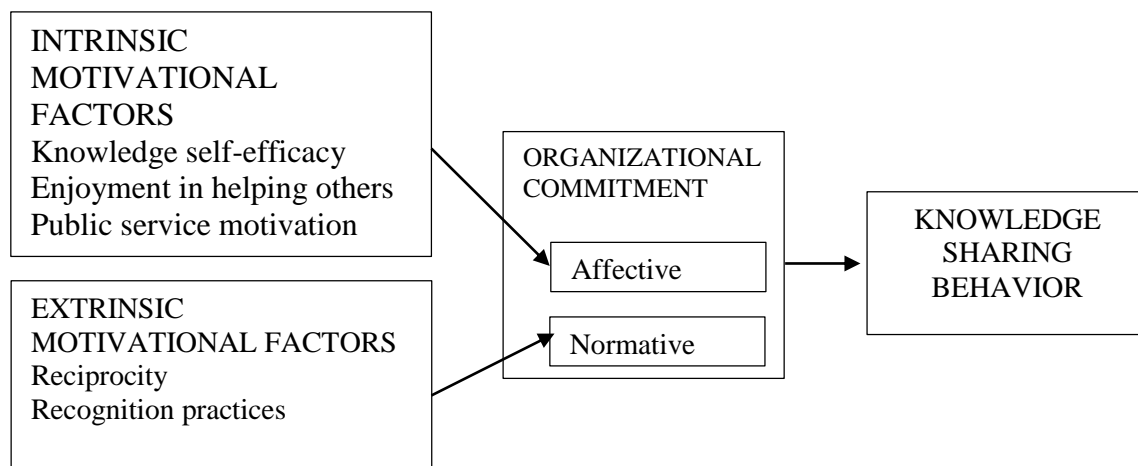 INTRINSIC
MOTIVATIONAL
FACTORS
Knowledge self-efficacy
Enjoyment in helping others
Public service motivation
EXTRINSIC
MOTIVATIONAL FACTORS
Reciprocity
Recognition practices
ORGANIZATIONAL
COMMITMENT
Affective
Normative
KNOWLEDGE
SHARING
BEHAVIOR